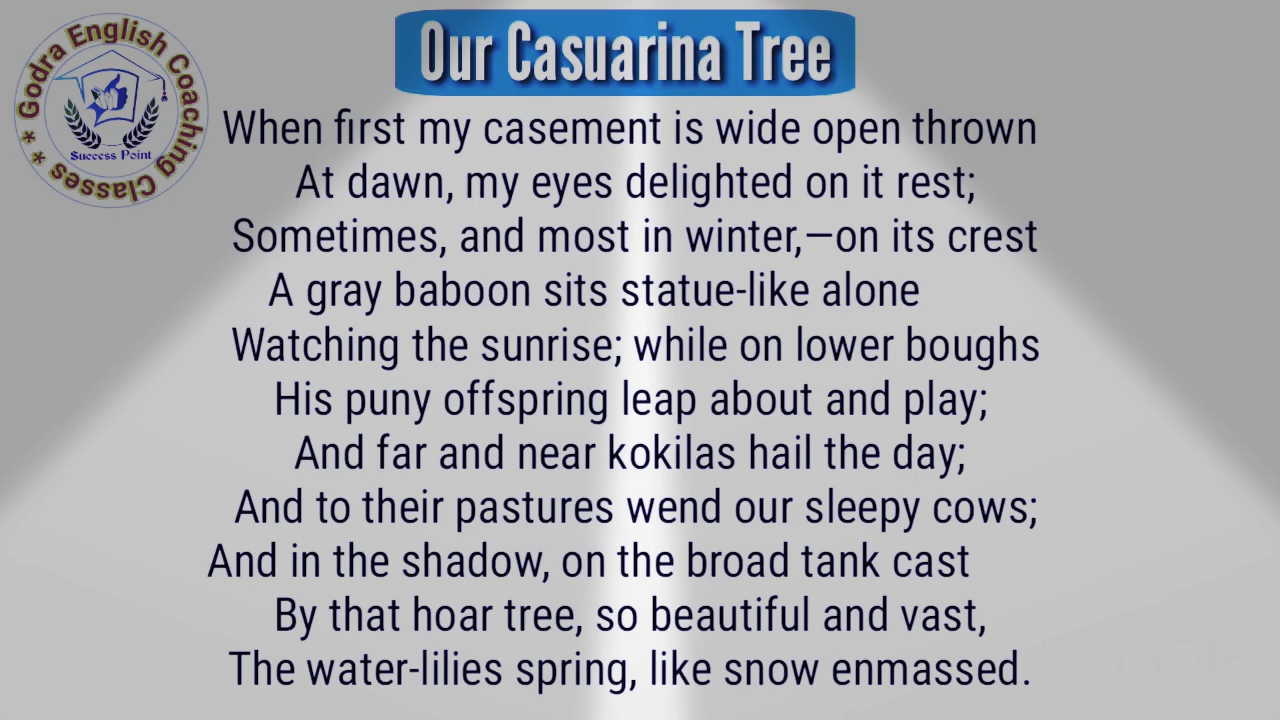 Our Casuarina Tree
Godra English Coaching Classes **
Success Point
When first my casement is wide open thrown
At dawn, my eyes delighted on it rest;
Sometimes, and most in winter,—on its crest
A gray baboon sits statue-like alone
Watching the sunrise; while on lower boughs
His puny offspring leap about and play;
And far and near kokilas hail the day;
And to their pastures wend our sleepy cows;
And in the shadow, on the broad tank cast
By that hoar tree, so beautiful and vast,
The water-lilies spring, like snow enmassed.